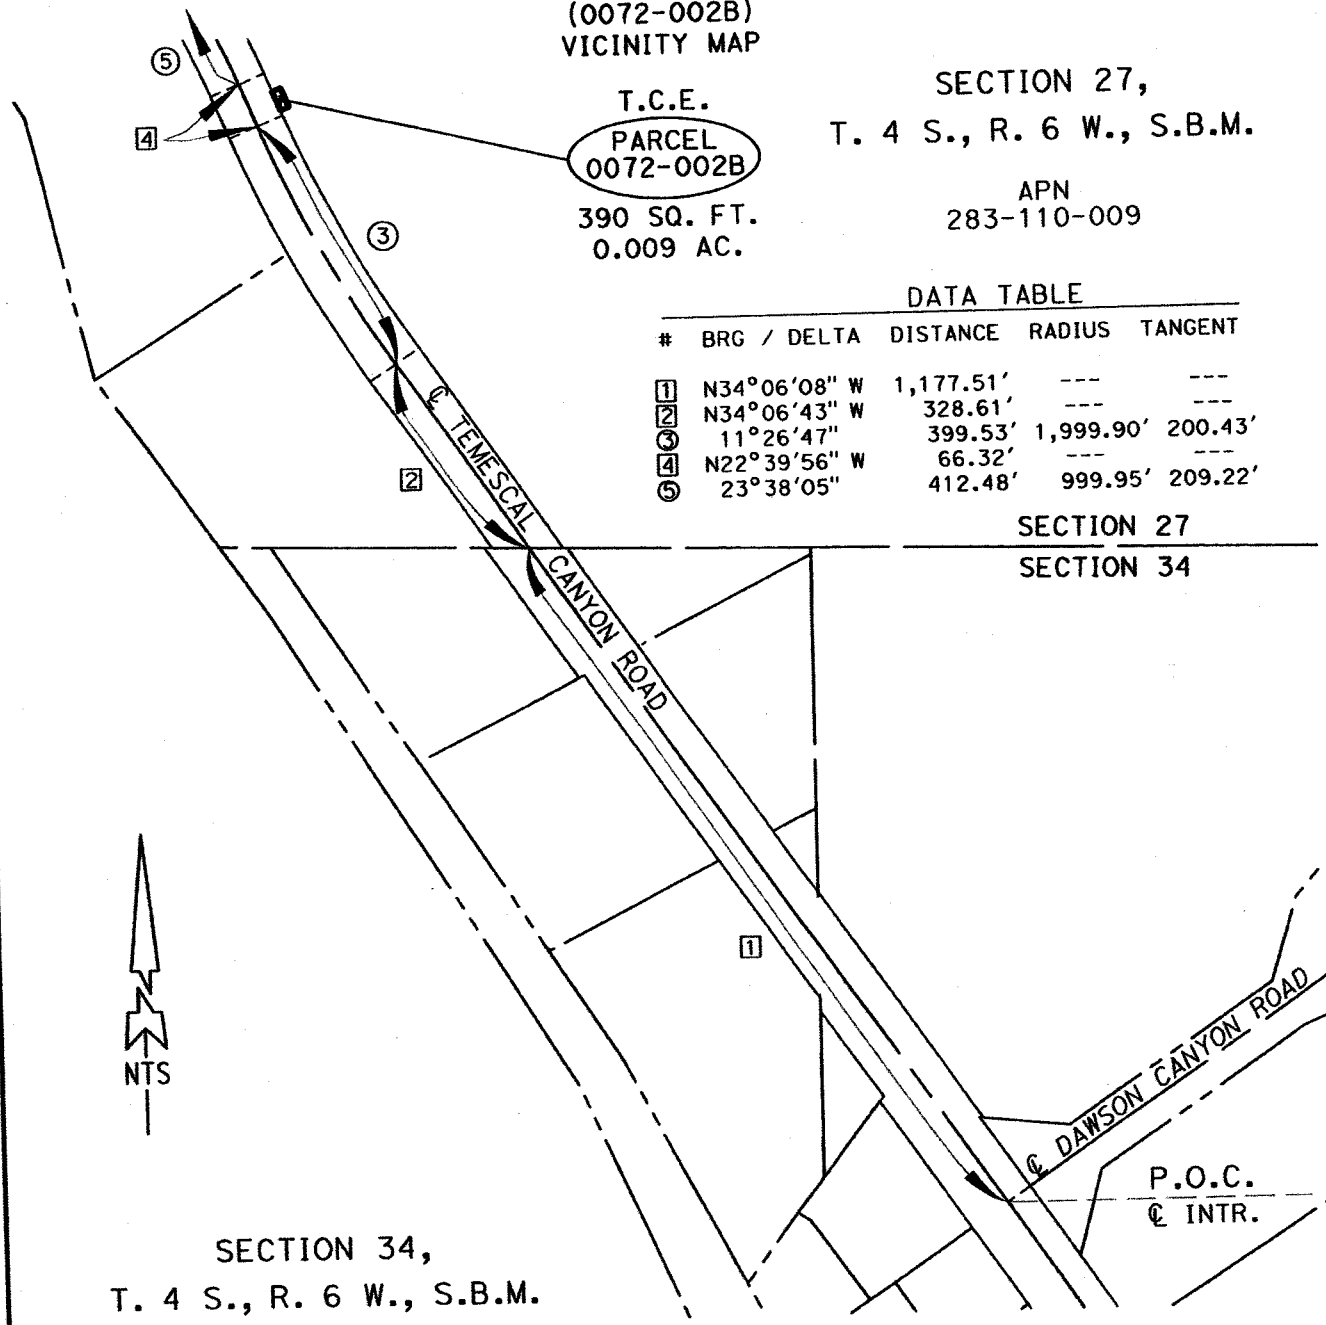 (0072-002B)
VICINITY MAP
T.C.E.
PARCEL
0072-002B
390 SQ. FT.
0.009 AC.
SECTION 27,
T. 4 S., R. 6 W., S.B.M.
APN
283-110-009
DATA TABLE
# BRG / DELTA DISTANCE RADIUS TANGENT
1 N34°06'08" W 1,177.51' --- ---
2 N34°06'43" W 328.61' --- ---
3 11°26'47" 399.53' 1,999.90' 200.43'
4 N22°39'56" W 66.32' --- ---
5 23°38'05" 412.48' 999.95' 209.22'
SECTION 27
SECTION 34
5
4
3
2
1
℄ TEMESCAL CANYON ROAD
℄ DAWSON CANYON ROAD
P.O.C.
℄ INTR.
NTS
SECTION 34,
T. 4 S., R. 6 W., S.B.M.